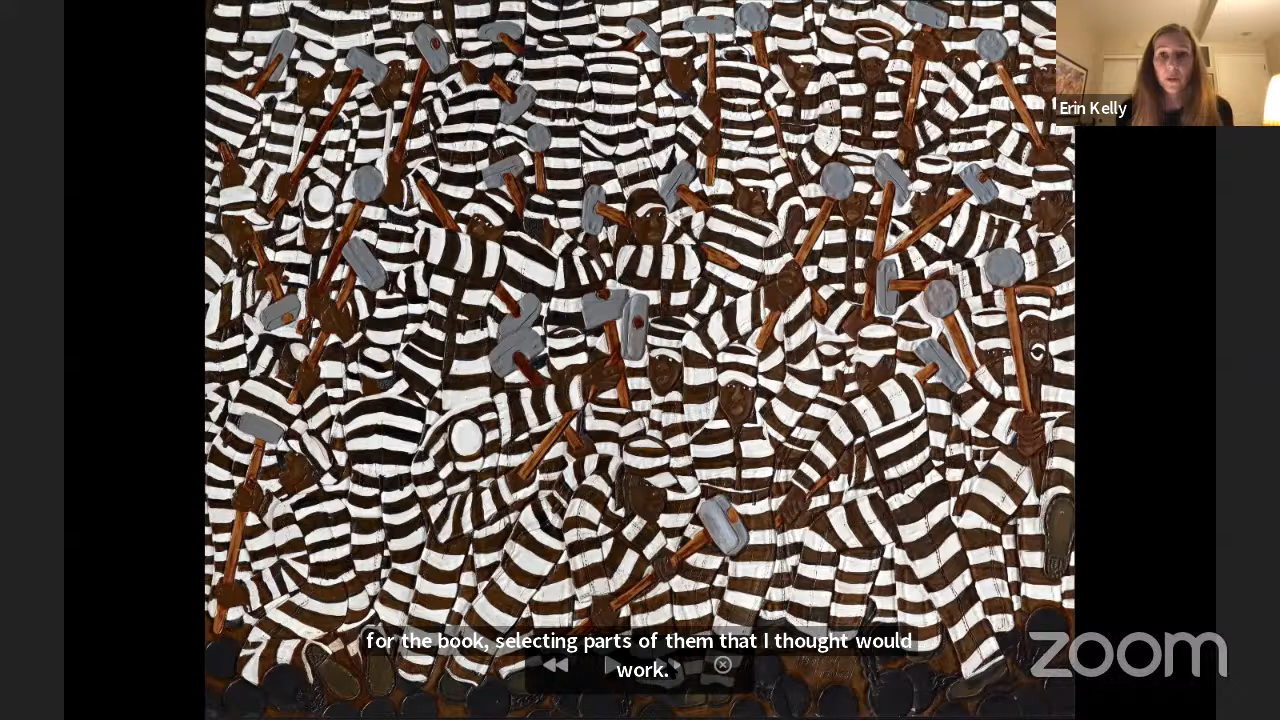 Erin Kelly
for the book, selecting parts of them that I thought would
work.
zoom